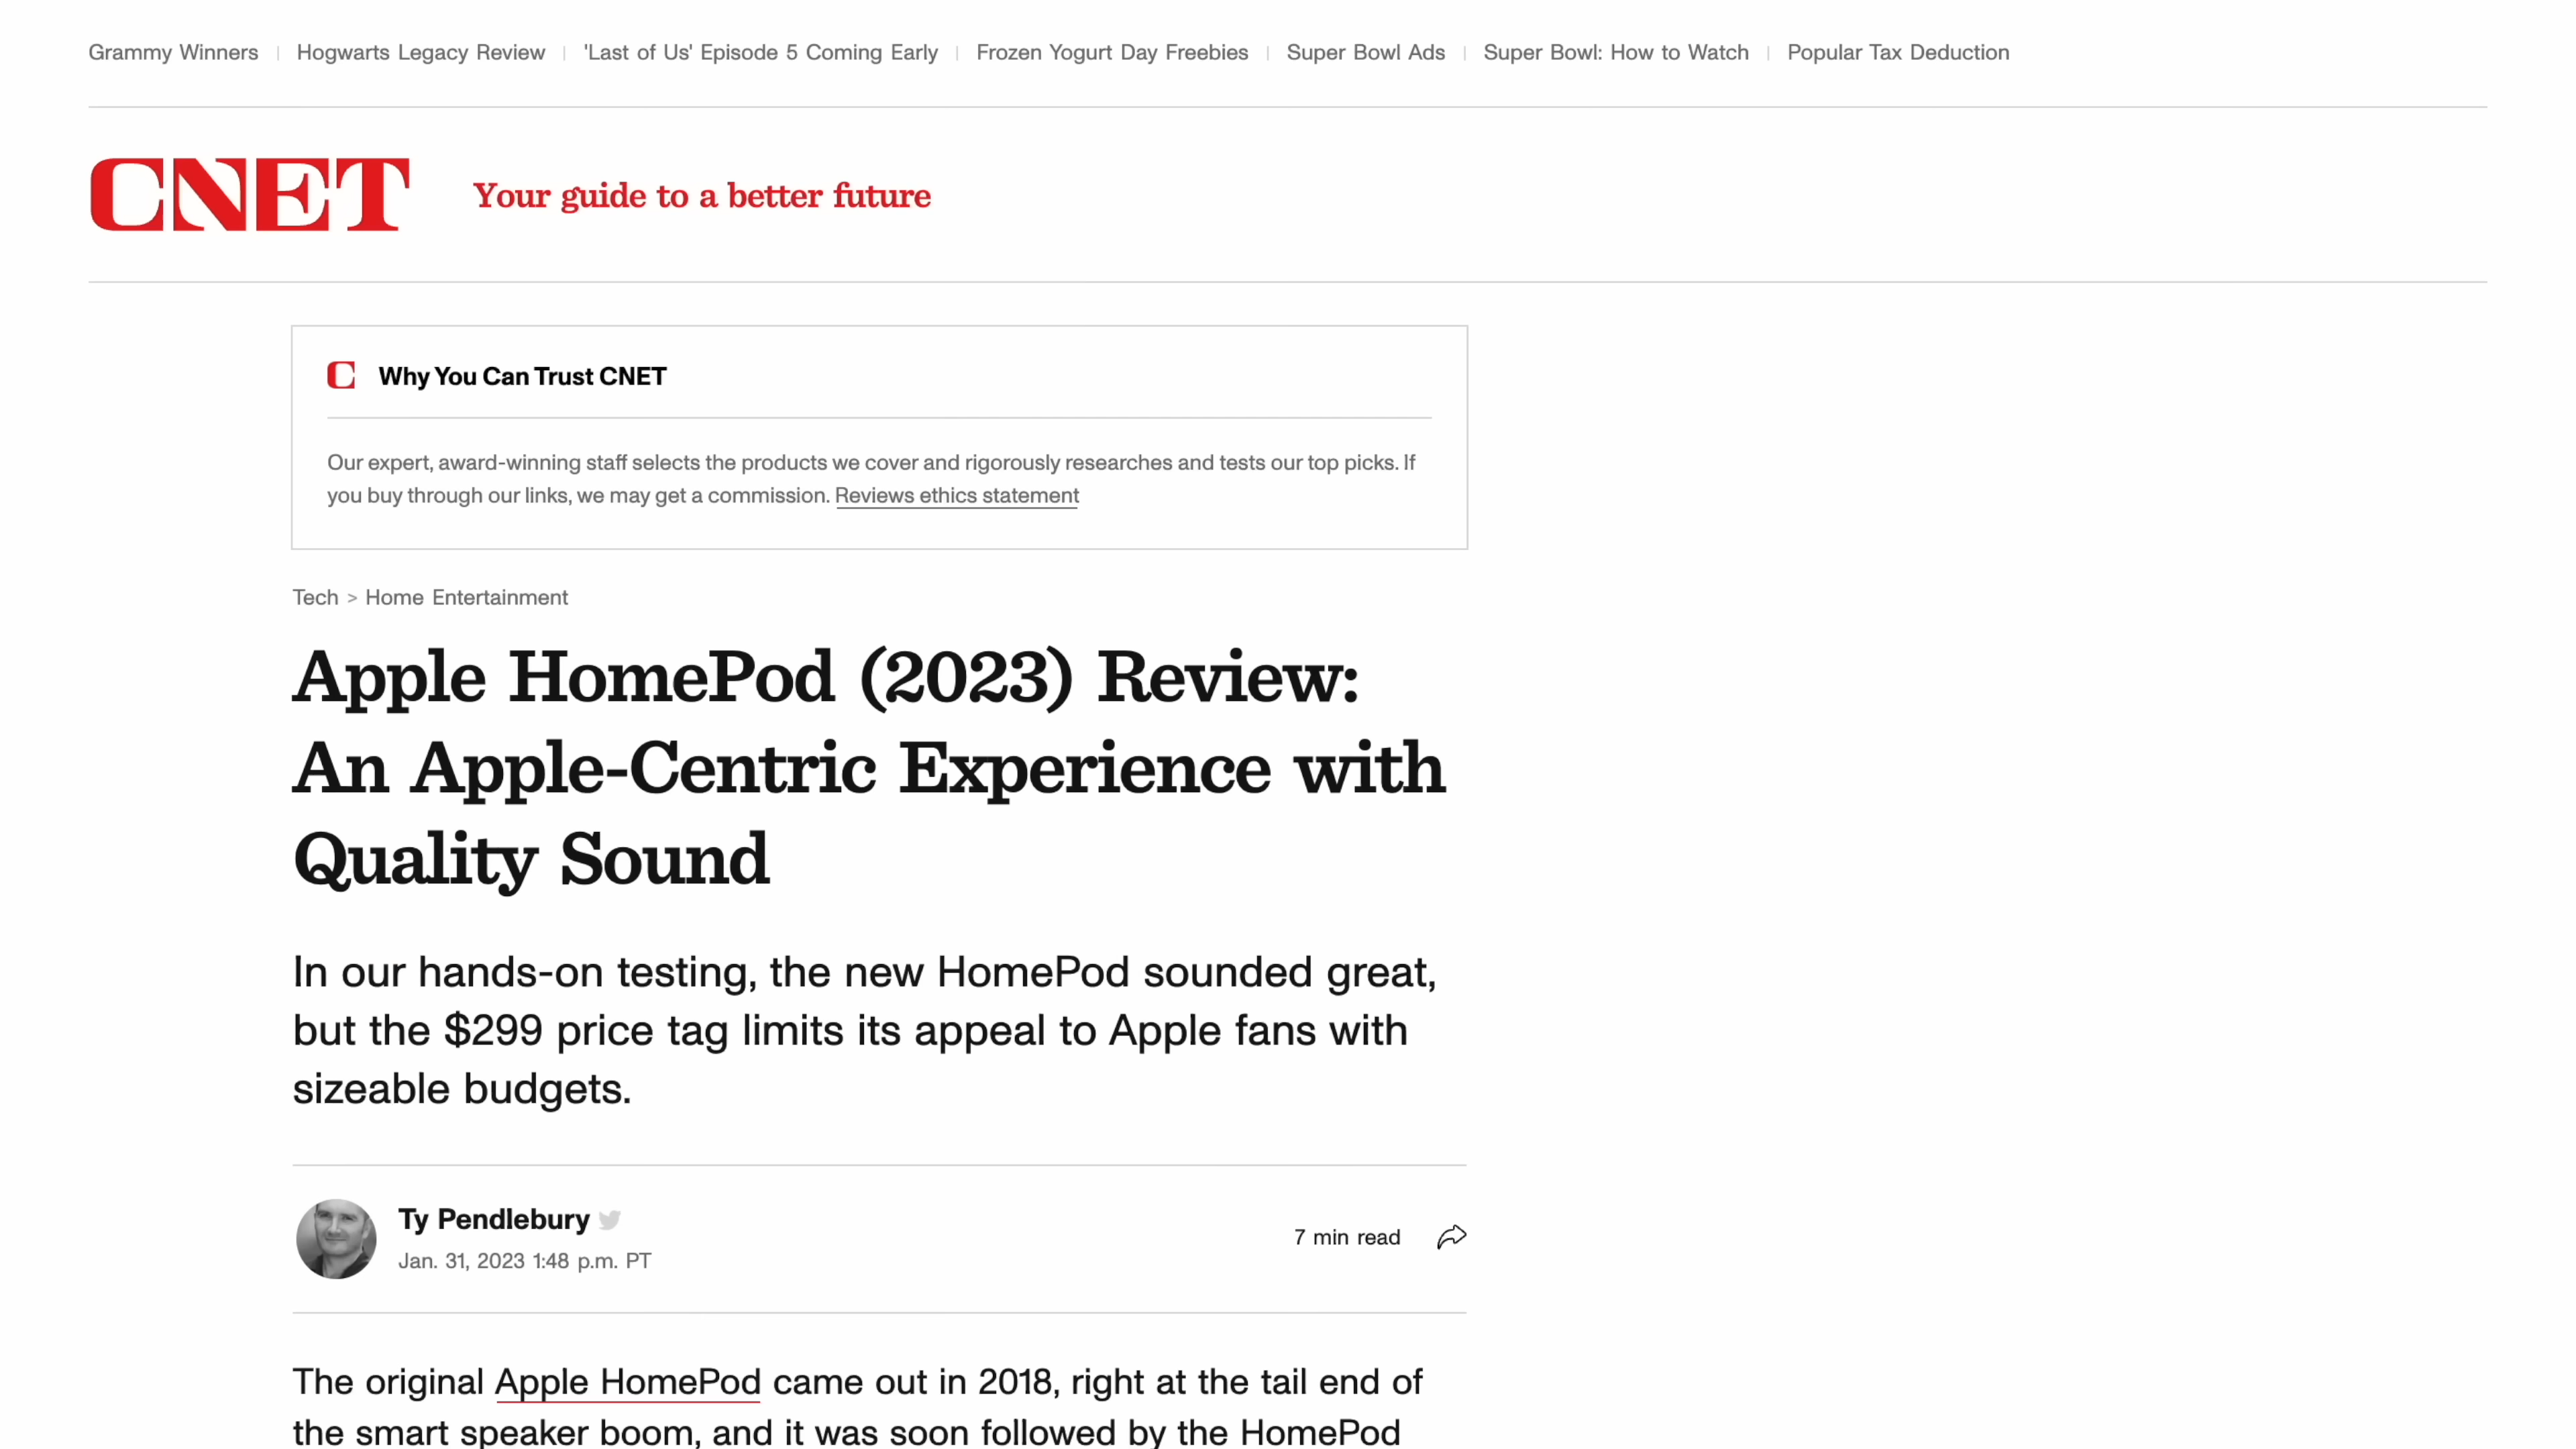 Grammy Winners | Hogwarts Legacy Review | 'Last of Us' Episode 5 Coming Early | Frozen Yogurt Day Freebies | Super Bowl Ads | Super Bowl: How to Watch | Popular Tax Deduction
CNET Your guide to a better future
C Why You Can Trust CNET
Our expert, award-winning staff selects the products we cover and rigorously researches and tests our top picks. If
you buy through our links, we may get a commission. Reviews ethics statement
Tech > Home Entertainment
Apple HomePod (2023) Review:
An Apple-Centric Experience with
Quality Sound
In our hands-on testing, the new HomePod sounded great,
but the $299 price tag limits its appeal to Apple fans with
sizeable budgets.
Ty Pendlebury
Jan. 31, 2023 1:48 p.m. PT
7 min read
The original Apple HomePod came out in 2018, right at the tail end of
the smart speaker boom, and it was soon followed by the HomePod